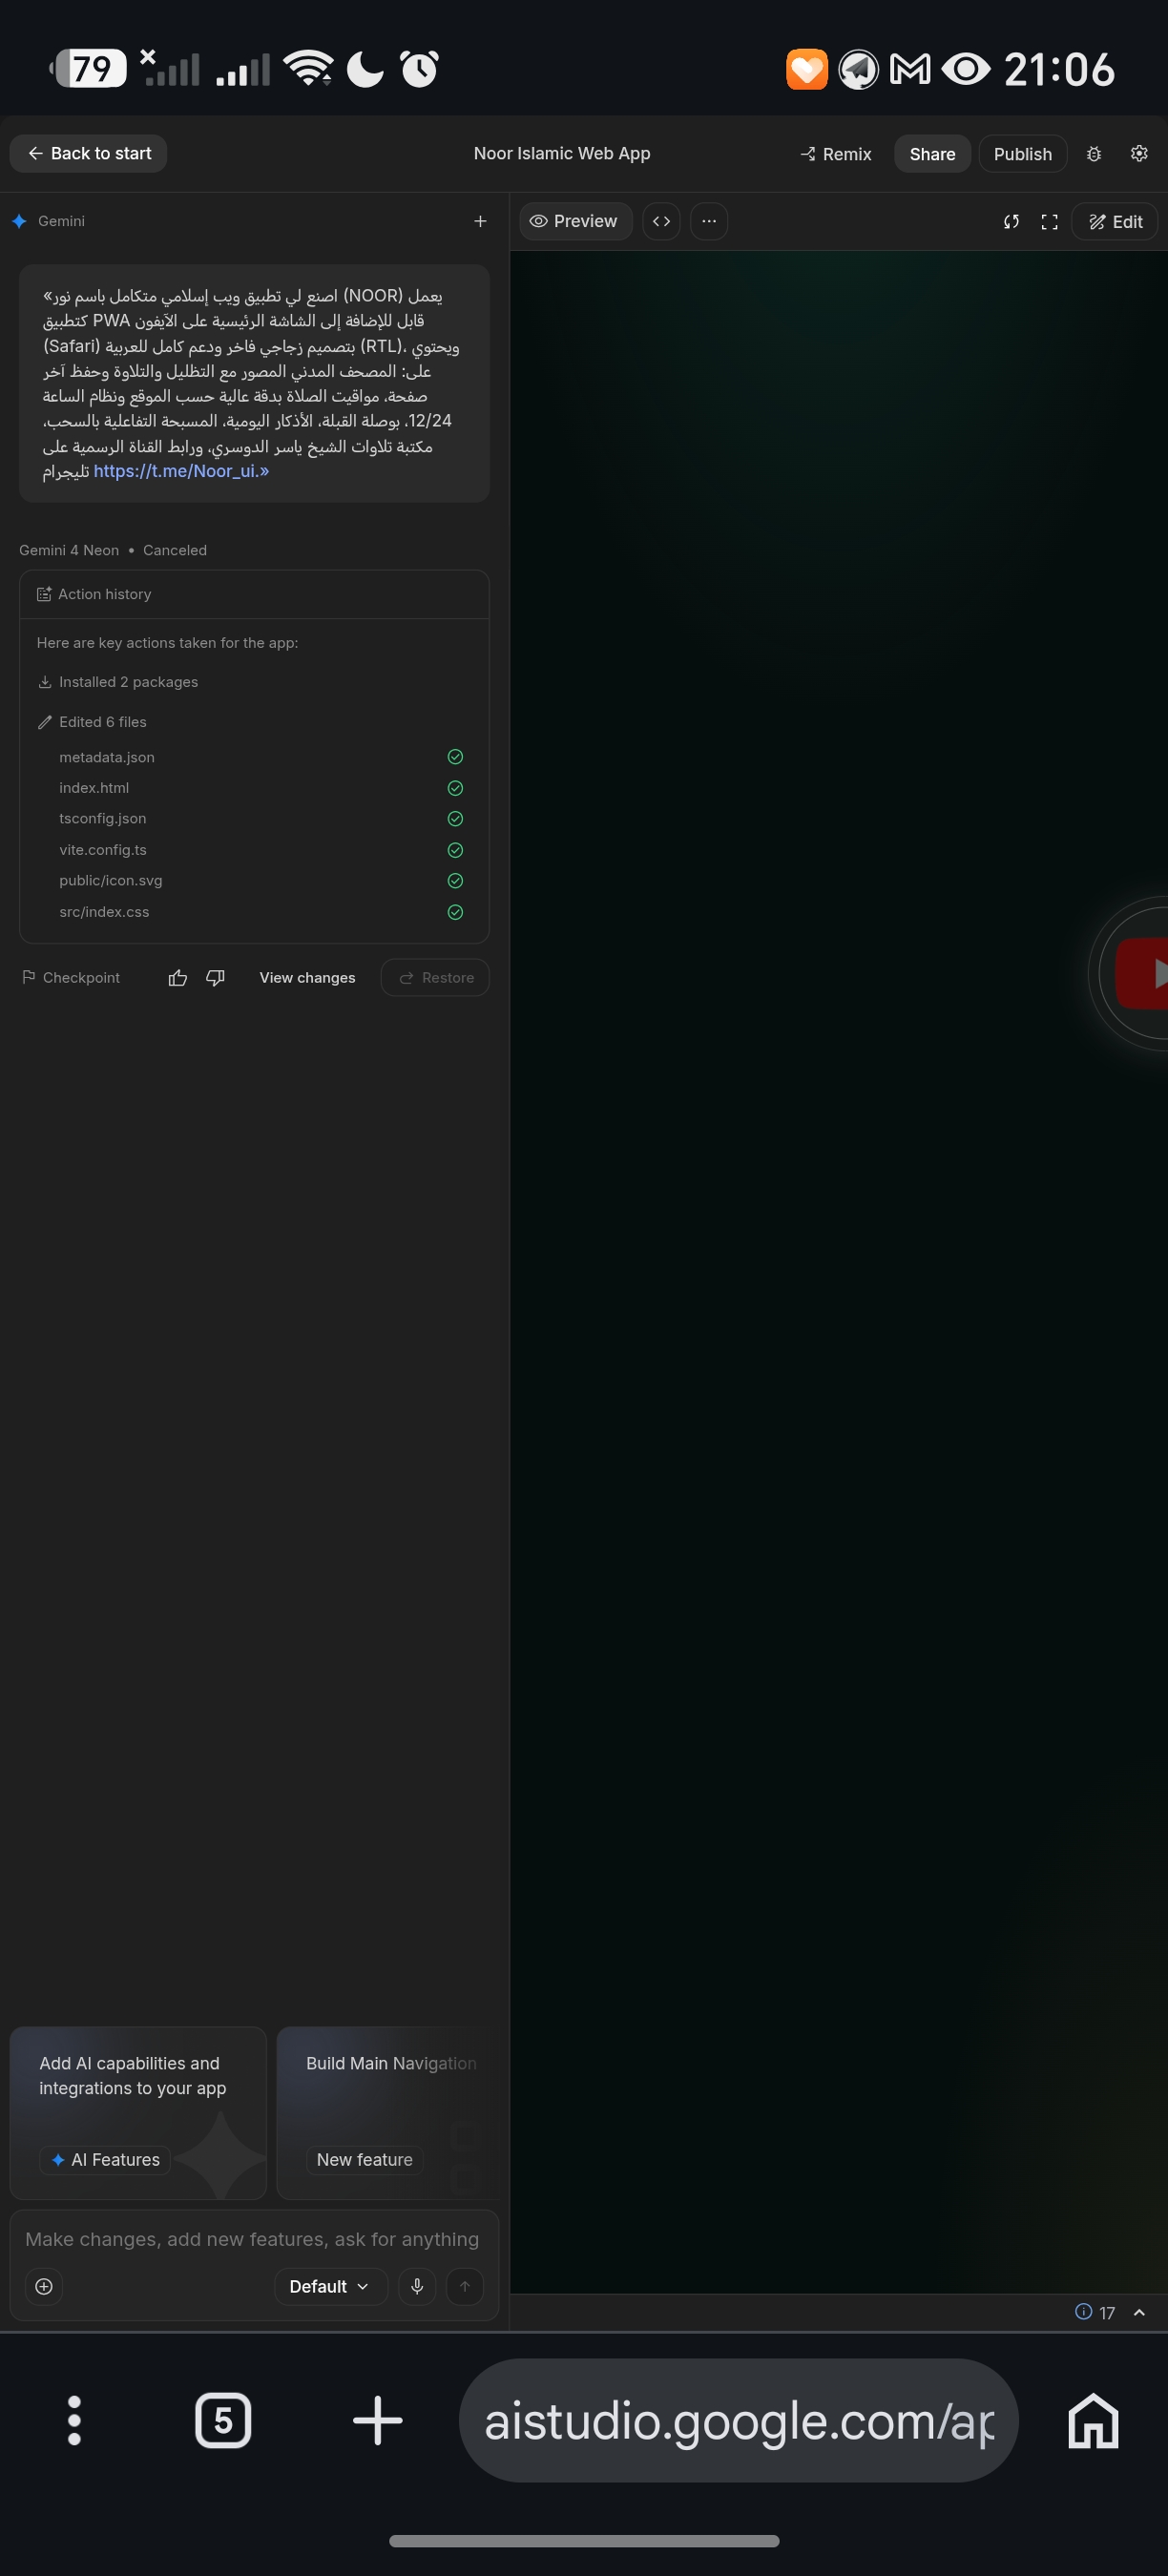 79
21:06
Back to start
Noor Islamic Web App
Remix
Share
Publish
Gemini
Preview
Edit
«اصنع لي تطبيق ويب إسلامي متكامل باسم نور (NOOR) يعمل
كتطبيق PWA قابل للإضافة إلى الشاشة الرئيسية على الآيفون
(Safari) بتصميم زجاجي فاخر ودعم كامل للعربية (RTL)، ويحتوي
على: المصحف المدني المصور مع التظليل والتلاوة وحفظ آخر
صفحة، مواقيت الصلاة بدقة عالية حسب الموقع ونظام الساعة
12/24، بوصلة القبلة، الأذكار اليومية، المسبحة التفاعلية بالسحب،
مكتبة تلاوات الشيخ ياسر الدوسري، ورابط القناة الرسمية على
تليجرام https://t.me/Noor_ui.»
Gemini 4 Neon • Canceled
Action history
Here are key actions taken for the app:
Installed 2 packages
Edited 6 files
metadata.json
index.html
tsconfig.json
vite.config.ts
public/icon.svg
src/index.css
Checkpoint
View changes
Restore
Add AI capabilities and
integrations to your app
AI Features
Build Main Navigation
New feature
Make changes, add new features, ask for anything
Default
17
5
aistudio.google.com/ap